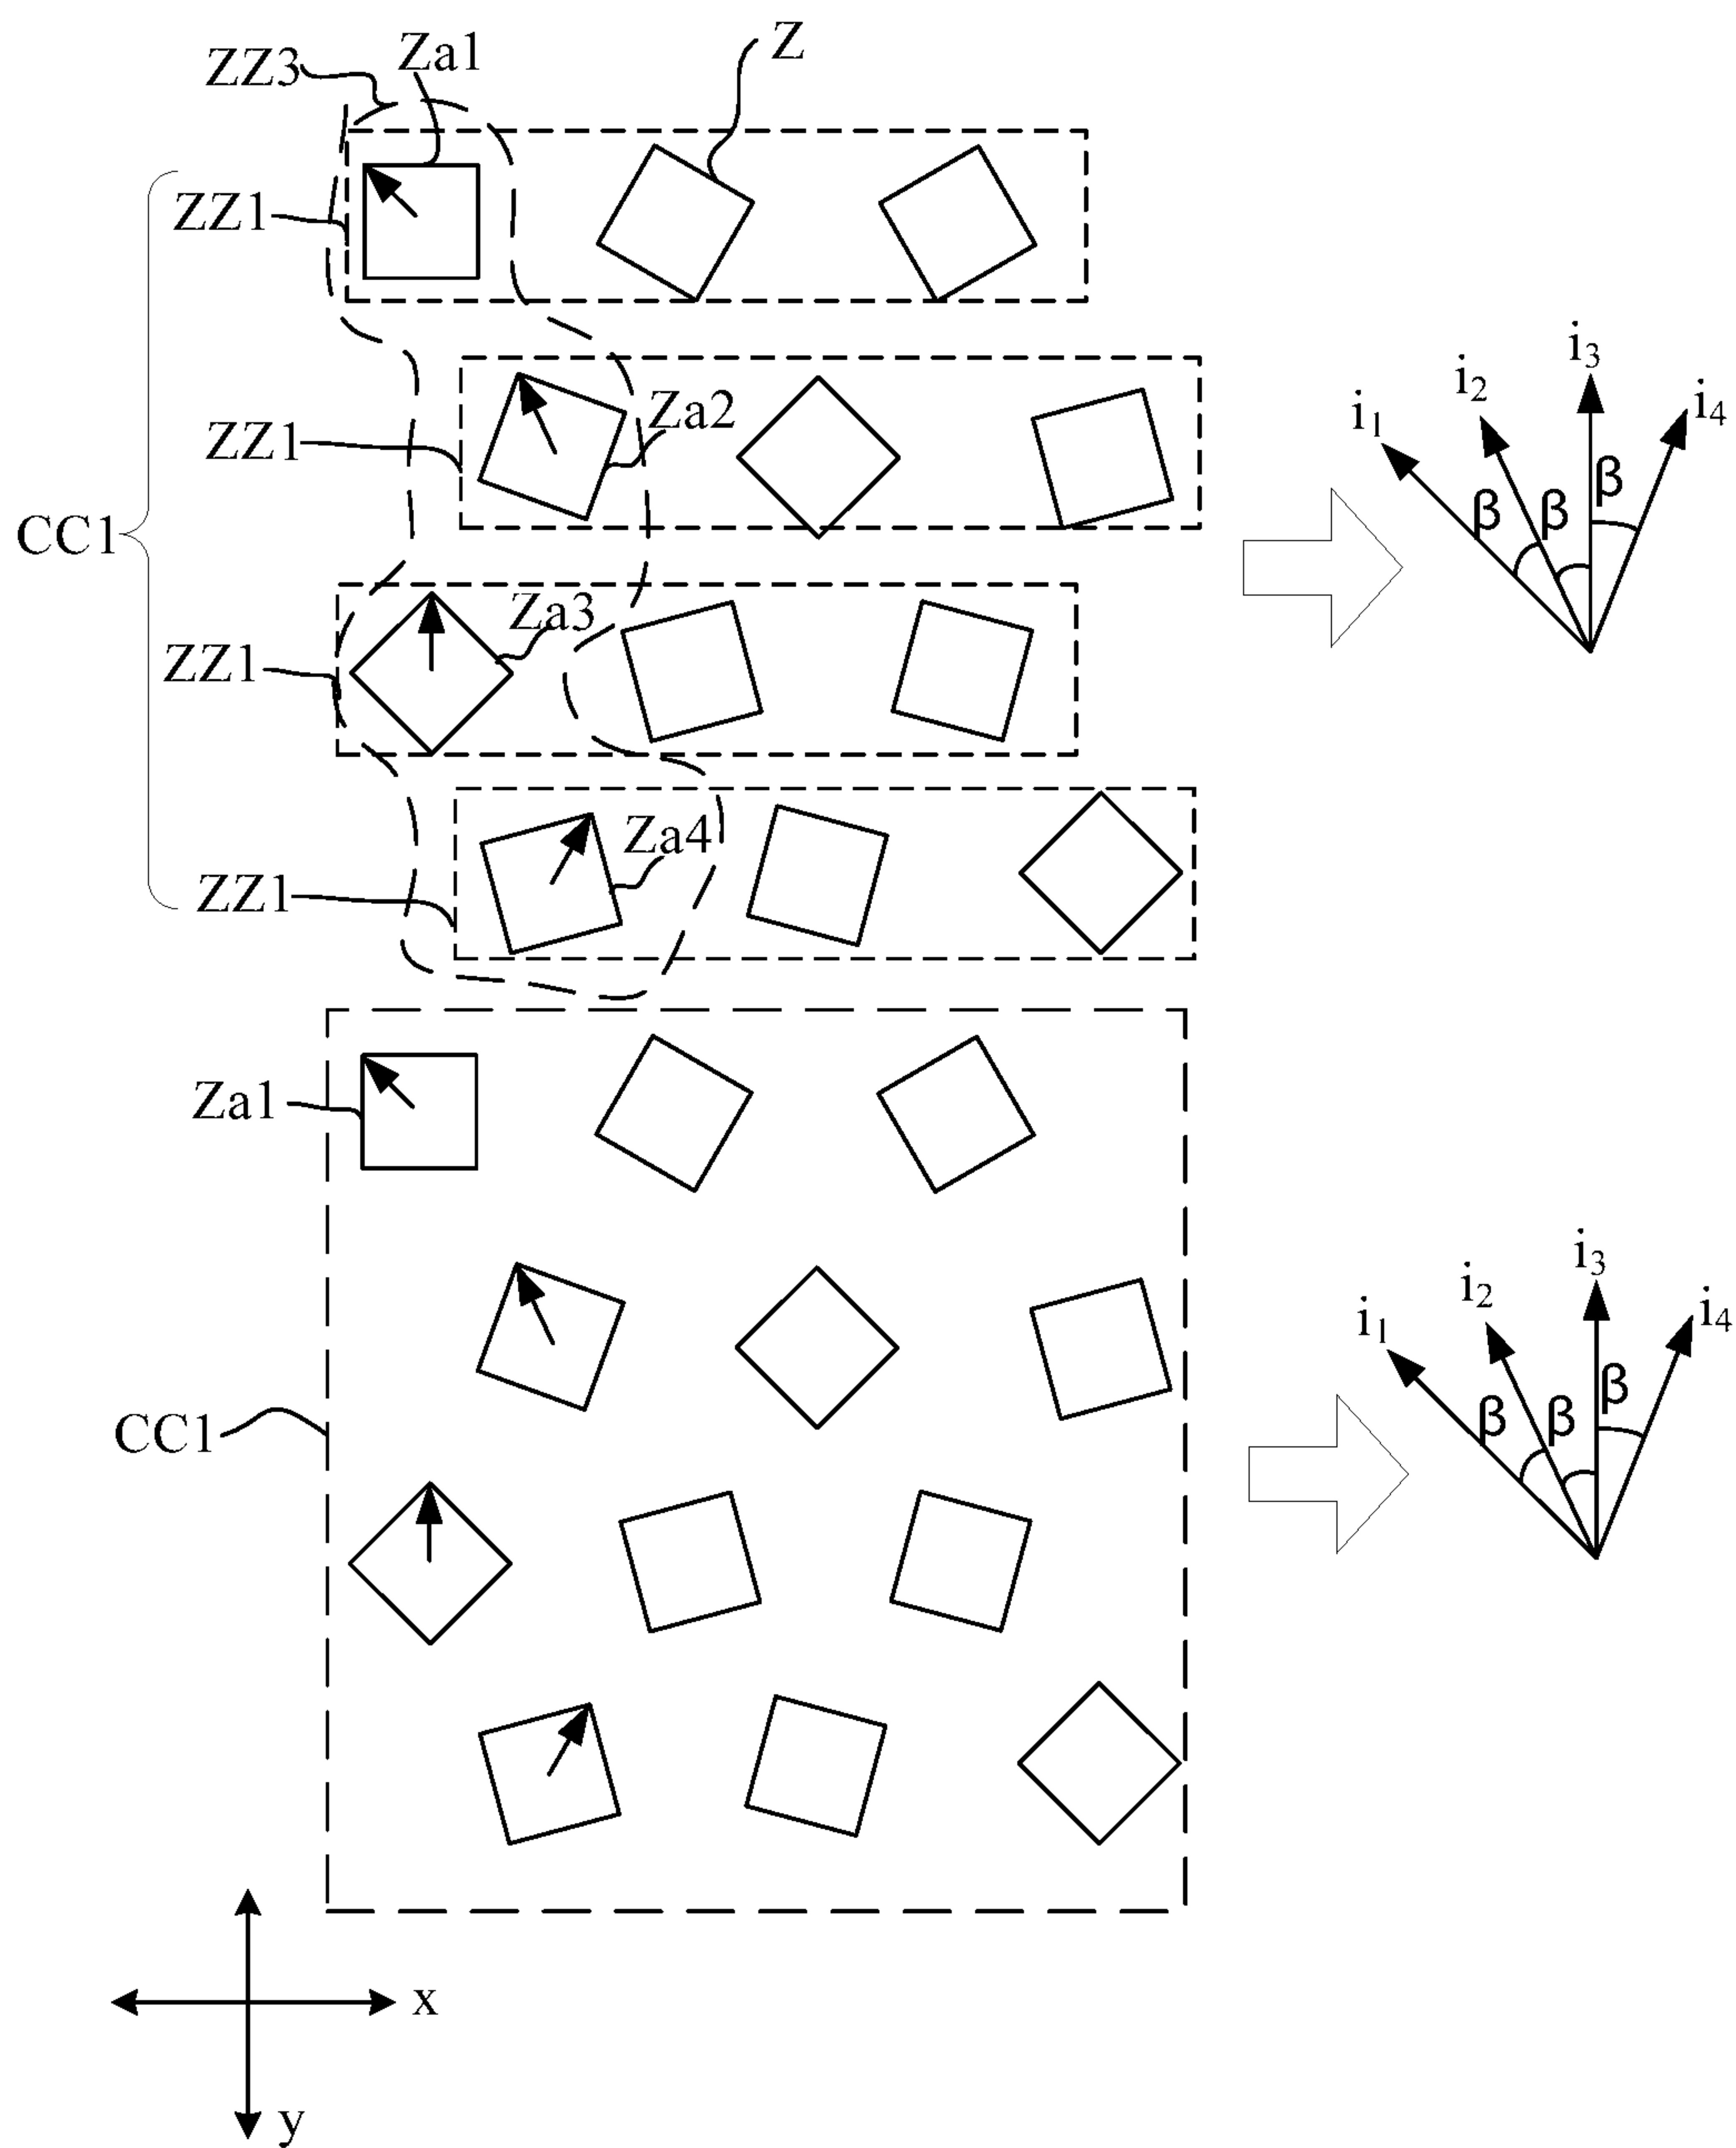 ZZ3
Za1
Z
ZZ1
Za2
ZZ1
CC1
Za3
ZZ1
Za4
ZZ1
i1
i2
i3
i4
β
β
β
Za1
CC1
i1
i2
i3
i4
β
β
β
x
y